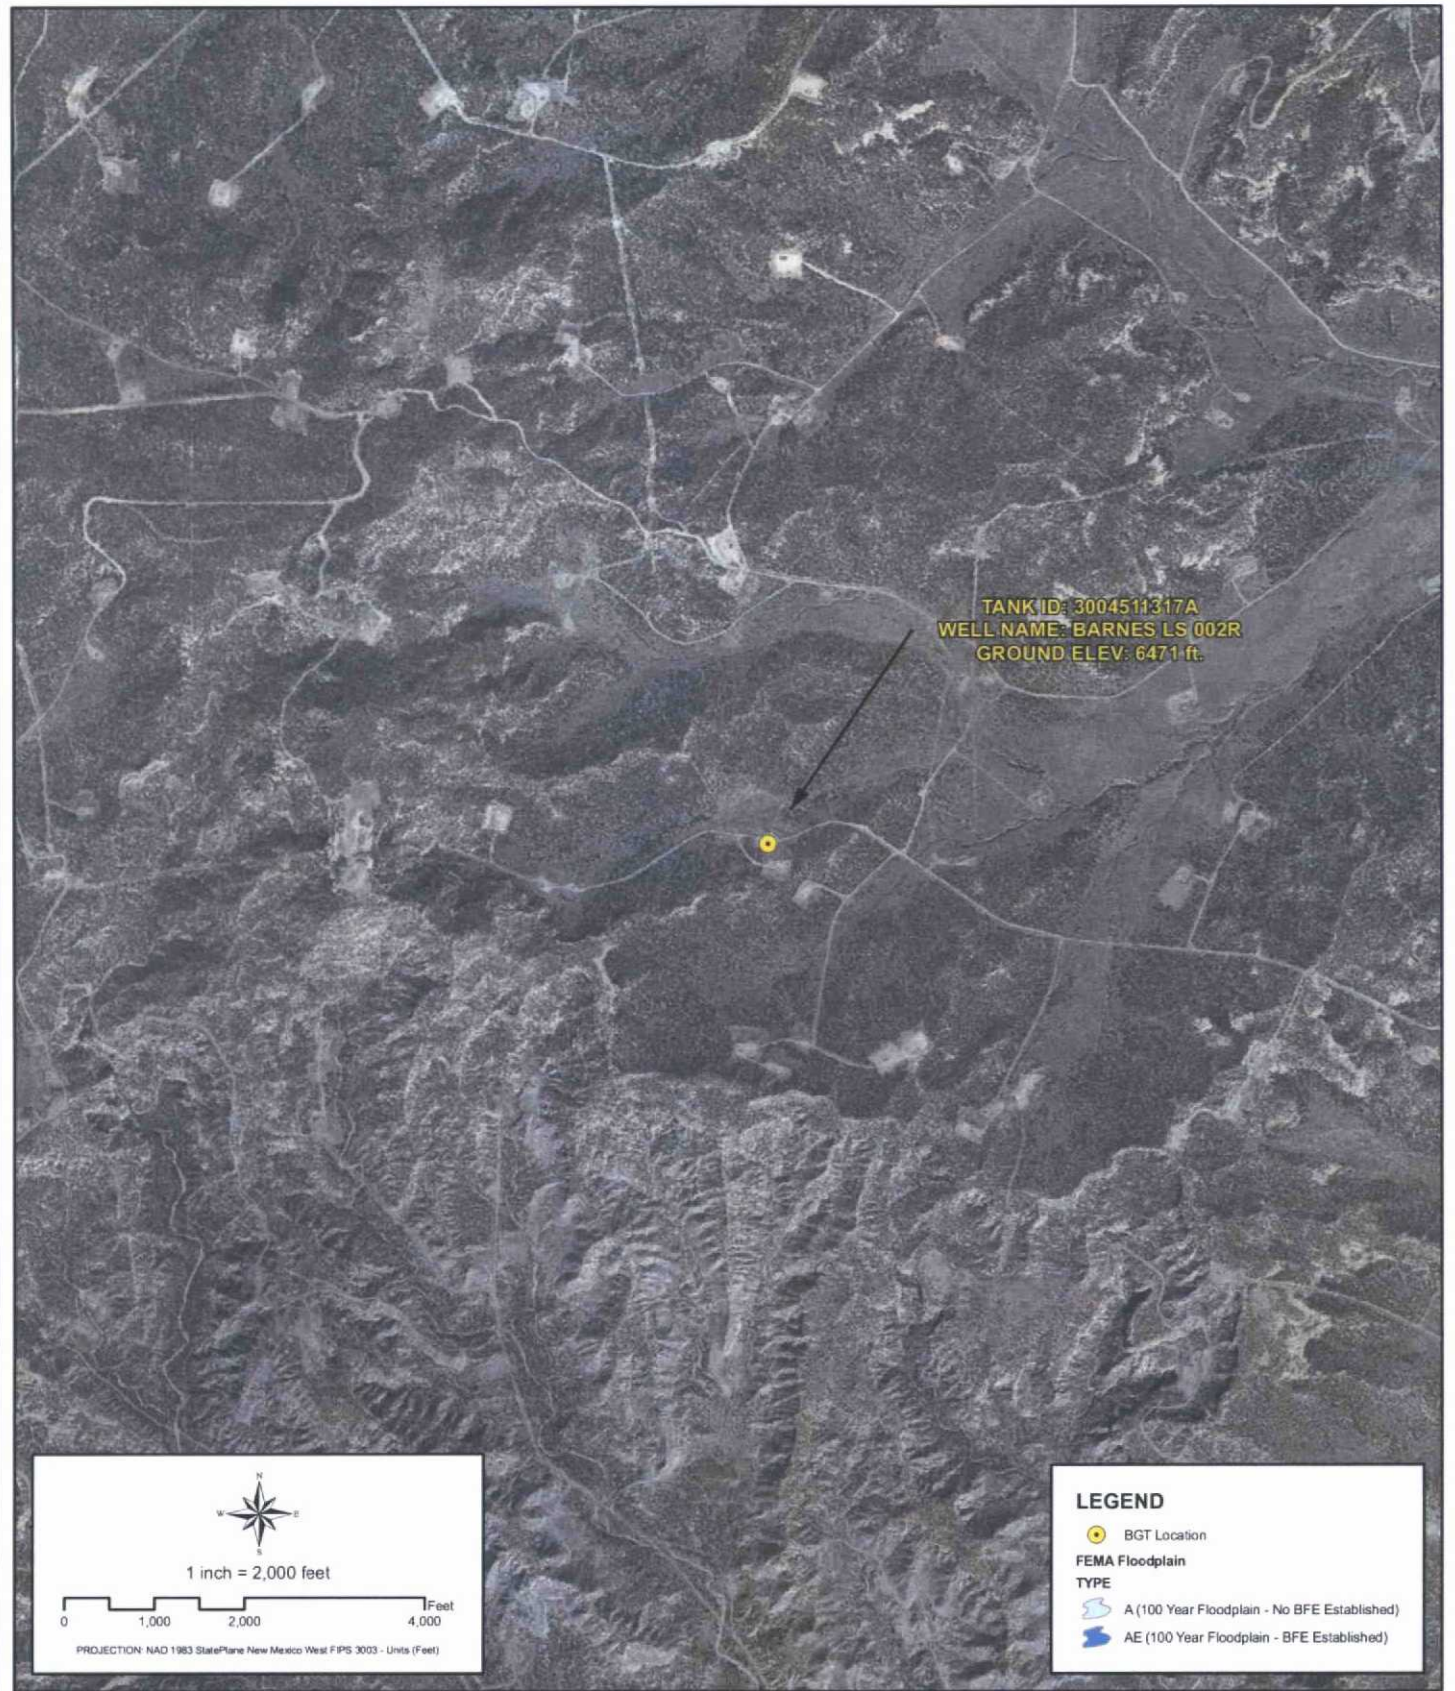 TANK ID: 3004511317A
WELL NAME: BARNES LS 002R
GROUND ELEV: 6471 ft.
N
W E
S
1 inch = 2,000 feet
Feet
0 1,000 2,000 4,000
PROJECTION: NAD 1983 StatePlane New Mexico West FIPS 3003 - Units (Feet)
LEGEND
BGT Location
FEMA Floodplain
TYPE
A (100 Year Floodplain - No BFE Established)
AE (100 Year Floodplain - BFE Established)